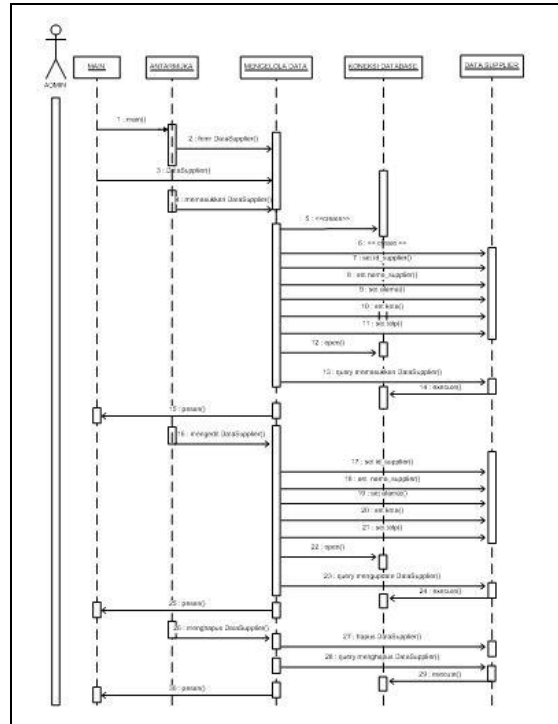 MAIN
ANTARMUKA
MENGELOLA DATA
KONEKSI DATABASE
DATA SUPPLIER
ADMIN
1 : main()
2 : form DataSupplier()
3 : DataSupplier()
4 : memasukkan DataSupplier()
5 : <<create>>
6 : << create >>
7 : set id_supplier()
8 : set nama_supplier()
9 : set alamat()
10 : set kota()
11 : set telp()
12 : open()
13 : query memasukkan DataSupplier()
14 : execute()
15 : pesan()
16 : mengedit DataSupplier()
17 : set id_supplier()
18 : set nama_supplier()
19 : set alamat()
20 : set kota()
21 : set telp()
22 : open()
23 : query mengupdate DataSupplier()
24 : execute()
25 : pesan()
26 : menghapus DataSupplier()
27 : hapus DataSupplier()
28 : query menghapus DataSupplier()
29 : execute()
: pesan()